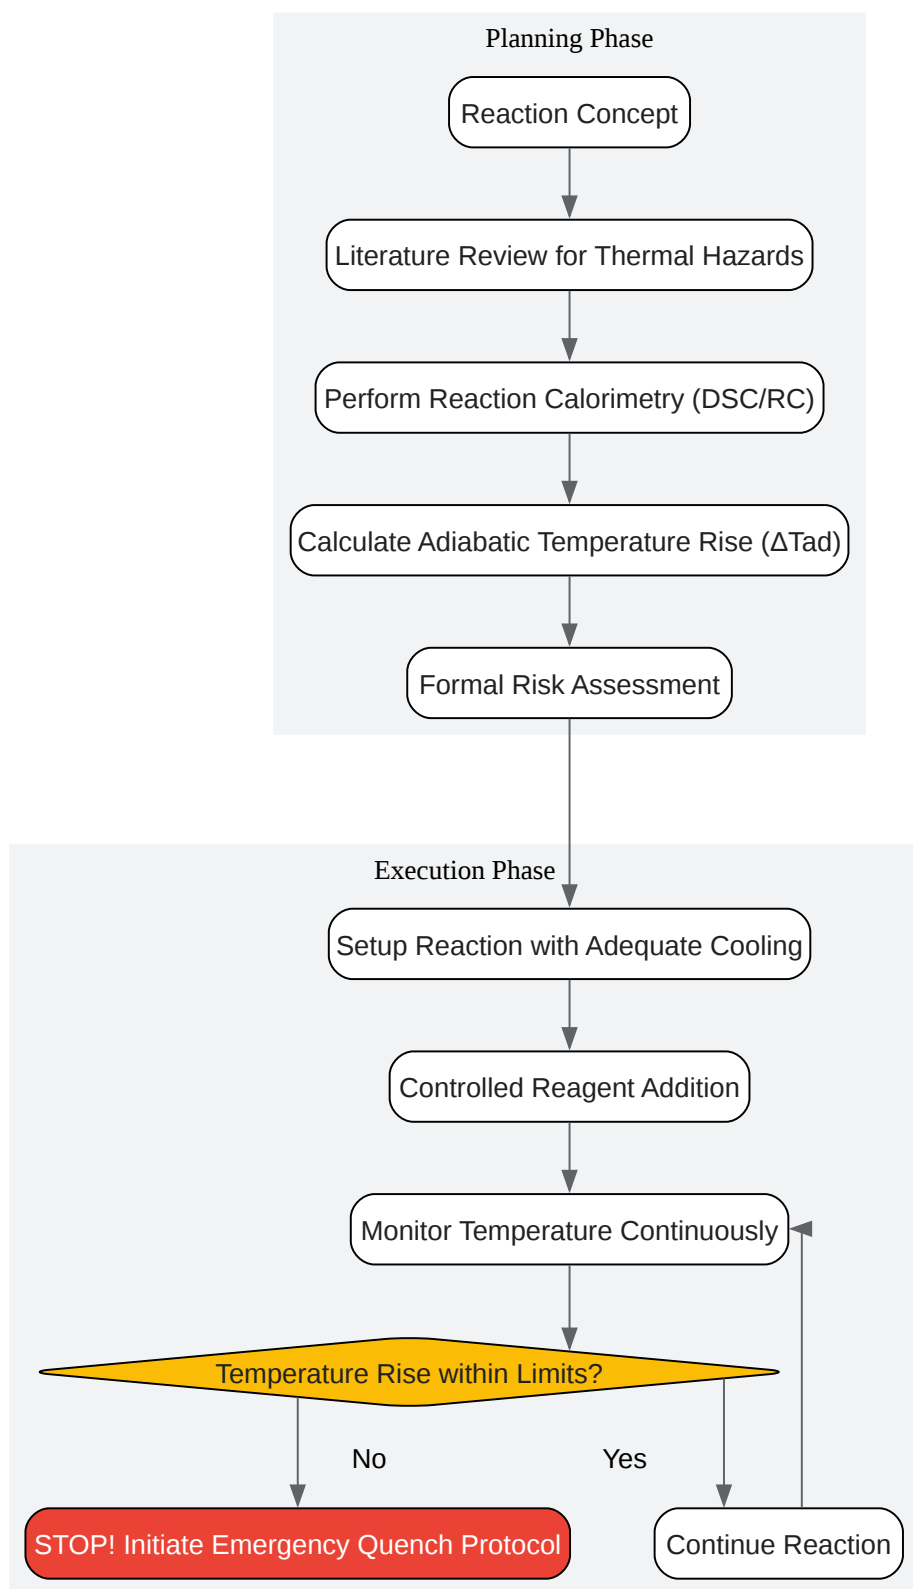 Planning Phase
Reaction Concept
Literature Review for Thermal Hazards
Perform Reaction Calorimetry (DSC/RC)
Calculate Adiabatic Temperature Rise (ΔTad)
Formal Risk Assessment
Execution Phase
Setup Reaction with Adequate Cooling
Controlled Reagent Addition
Monitor Temperature Continuously
Temperature Rise within Limits?
No
Yes
STOP! Initiate Emergency Quench Protocol
Continue Reaction